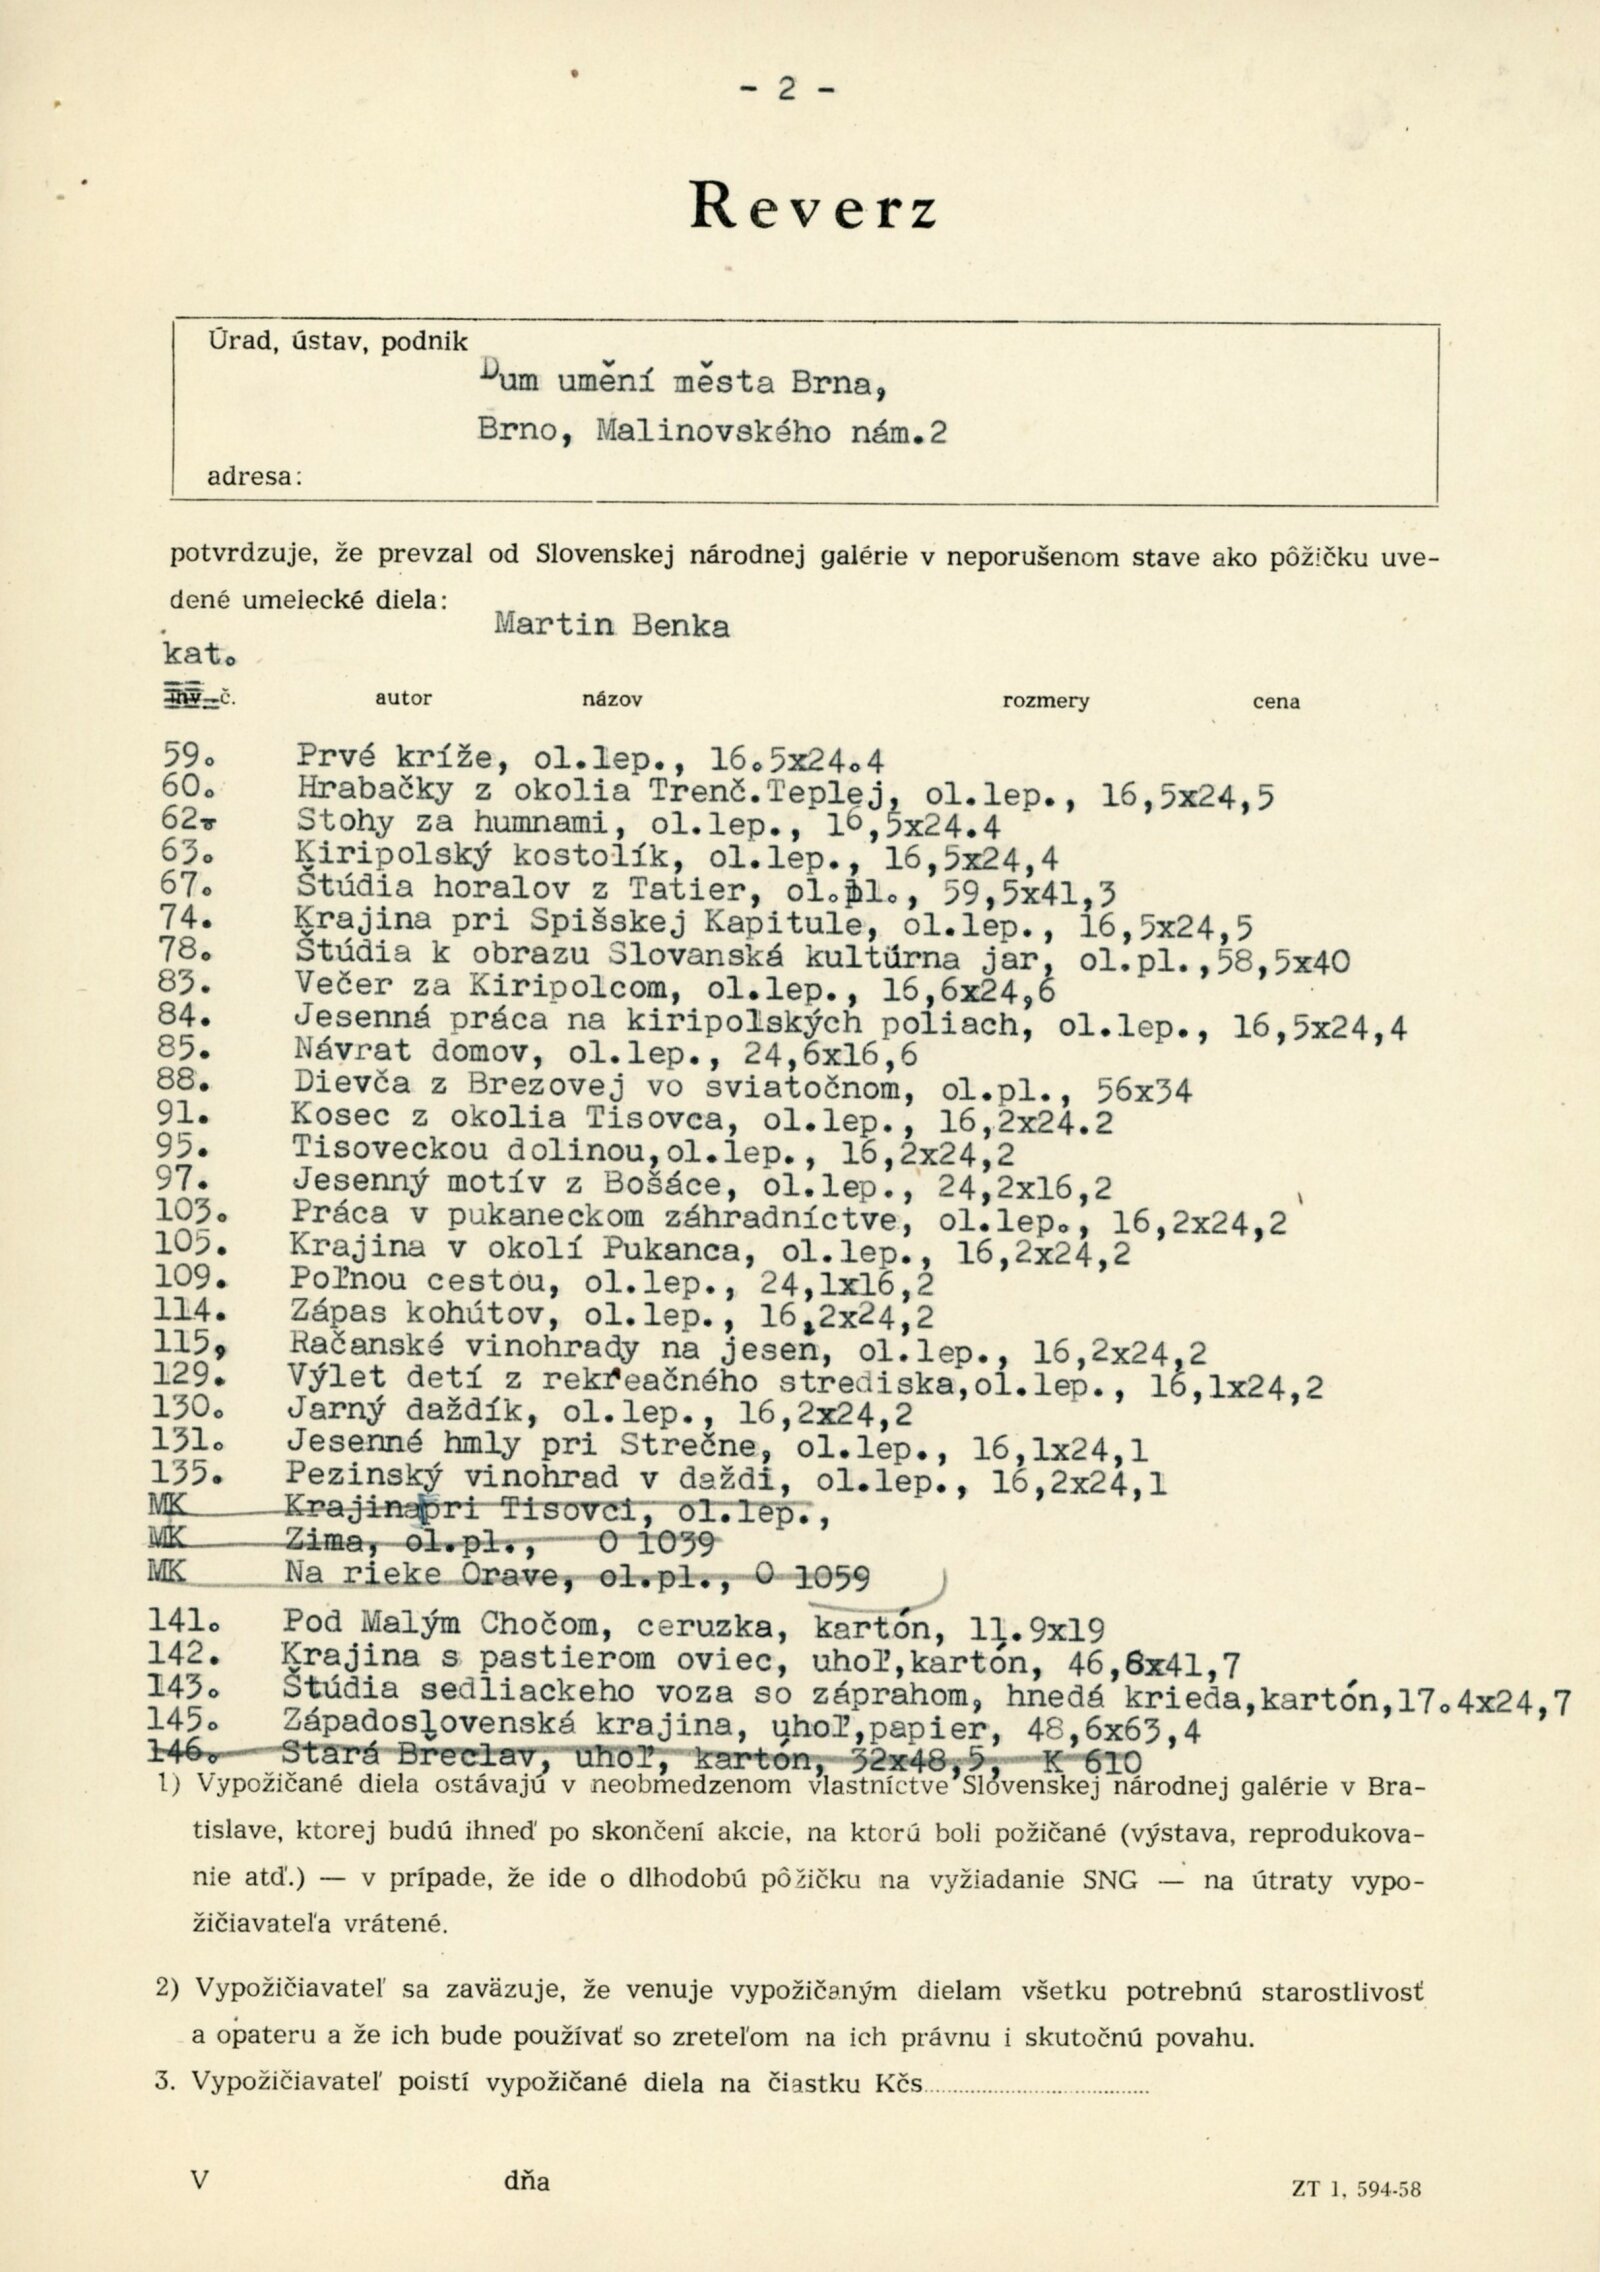 - 2 -
Reverz
Úrad, ústav, podnik
Dum umění města Brna,
Brno, Malinovského nám.2
adresa:
potvrdzuje, že prevzal od Slovenskej národnej galérie v neporušenom stave ako pôžičku uve-
dené umelecké diela:
Martin Benka
kat.
inv. č. autor názov rozmery cena
59. Prvé kríže, ol.lep., 16.5x24.4
60. Hrabačky z okolia Trenč.Teplej, ol.lep., 16,5x24,5
62. Stohy za humnami, ol.lep., 16,5x24.4
63. Kiripolský kostolík, ol.lep., 16,5x24,4
67. Štúdia horalov z Tatier, ol.pl., 59,5x41,3
74. Krajina pri Spišskej Kapitule, ol.lep., 16,5x24,5
78. Štúdia k obrazu Slovanská kultúrna jar, ol.pl.,58,5x40
83. Večer za Kiripolcom, ol.lep., 16,6x24,6
84. Jesenná práca na kiripolských poliach, ol.lep., 16,5x24,4
85. Návrat domov, ol.lep., 24,6x16,6
88. Dievča z Brezovej vo sviatočnom, ol.pl., 56x34
91. Kosec z okolia Tisovca, ol.lep., 16,2x24.2
95. Tisoveckou dolinou,ol.lep., 16,2x24,2
97. Jesenný motív z Bošáce, ol.lep., 24,2x16,2
103. Práca v pukaneckom záhradníctve, ol.lep., 16,2x24,2
105. Krajina v okolí Pukanca, ol.lep., 16,2x24,2
109. Poľnou cestou, ol.lep., 24,1x16,2
114. Zápas kohútov, ol.lep., 16,2x24,2
115, Račanské vinohrady na jesen, ol.lep., 16,2x24,2
129. Výlet detí z rekreačného strediska,ol.lep., 16,1x24,2
130. Jarný daždík, ol.lep., 16,2x24,2
131. Jesenné hmly pri Strečne, ol.lep., 16,1x24,1
135. Pezinský vinohrad v daždi, ol.lep., 16,2x24,1
MK Krajina pri Tisovci, ol.lep.,
MK Zima, ol.pl., O 1039
MK Na rieke Orave, ol.pl., O 1059
141. Pod Malým Chočom, ceruzka, kartón, 11.9x19
142. Krajina s pastierom oviec, uhoľ,kartón, 46,6x41,7
143. Štúdia sedliackeho voza so záprahom, hnedá krieda,kartón,17.4x24,7
145. Západoslovenská krajina, uhoľ,papier, 48,6x63,4
146. Stará Břeclav, uhoľ, kartón, 32x48,5, K 610
1) Vypožičané diela ostávajú v neobmedzenom vlastníctve Slovenskej národnej galérie v Bra-
tislave, ktorej budú ihneď po skončení akcie, na ktorú boli požičané (výstava, reprodukova-
nie atď.) — v prípade, že ide o dlhodobú pôžičku na vyžiadanie SNG — na útraty vypo-
žičiavateľa vrátené.
2) Vypožičiavateľ sa zaväzuje, že venuje vypožičaným dielam všetku potrebnú starostlivosť
a opateru a že ich bude používať so zreteľom na ich právnu i skutočnú povahu.
3. Vypožičiavateľ poistí vypožičané diela na čiastku Kčs..............................
V dňa ZT 1, 594-58